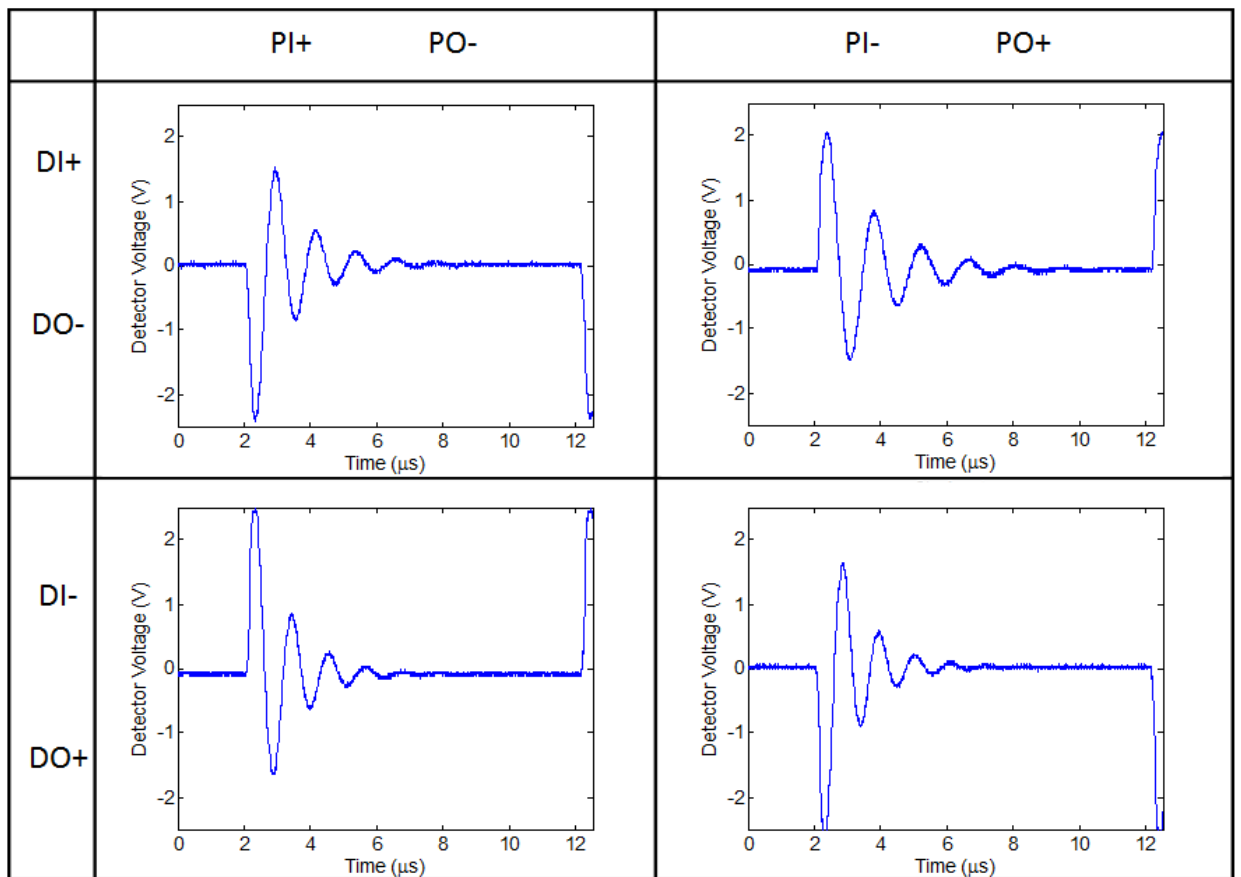 PI+ PO-
PI- PO+
DI+
DO-
Detector Voltage (V)
2
1
0
-1
-2
0 2 4 6 8 10 12
Time (μs)
Detector Voltage (V)
2
1
0
-1
-2
0 2 4 6 8 10 12
Time (μs)
DI-
DO+
Detector Voltage (V)
2
1
0
-1
-2
0 2 4 6 8 10 12
Time (μs)
Detector Voltage (V)
2
1
0
-1
-2
0 2 4 6 8 10 12
Time (μs)